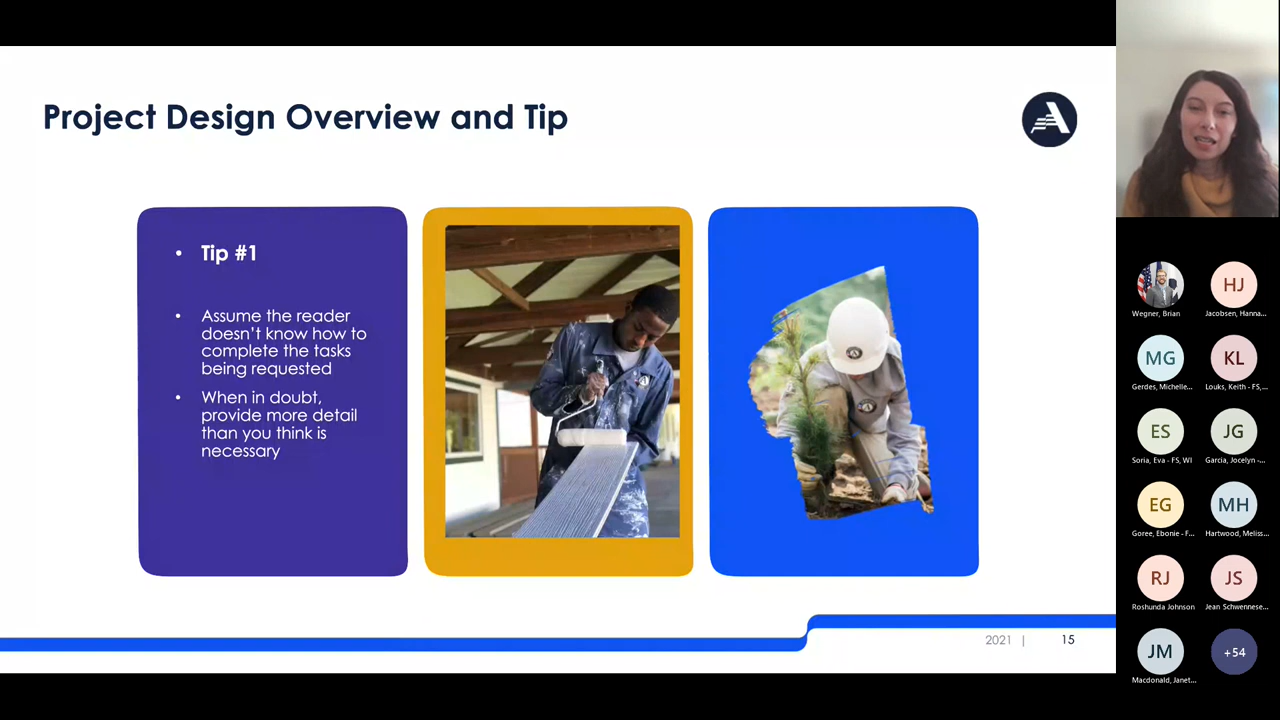 Project Design Overview and Tip
• Tip #1
• Assume the reader
doesn't know how to
complete the tasks
being requested
• When in doubt,
provide more detail
than you think is
necessary
2021 |
15
Wegner, Brian
HJ
Jacobsen, Hanna...
MG
Gerdes, Michelle...
KL
Louks, Keith - FS,...
ES
Soria, Eva - FS, WI
JG
Garcia, Jocelyn -...
EG
Goree, Ebonie - F...
MH
Hartwood, Meliss...
RJ
Roshunda Johnson
JS
Jean Schwennese...
JM
Macdonald, Janet...
+54